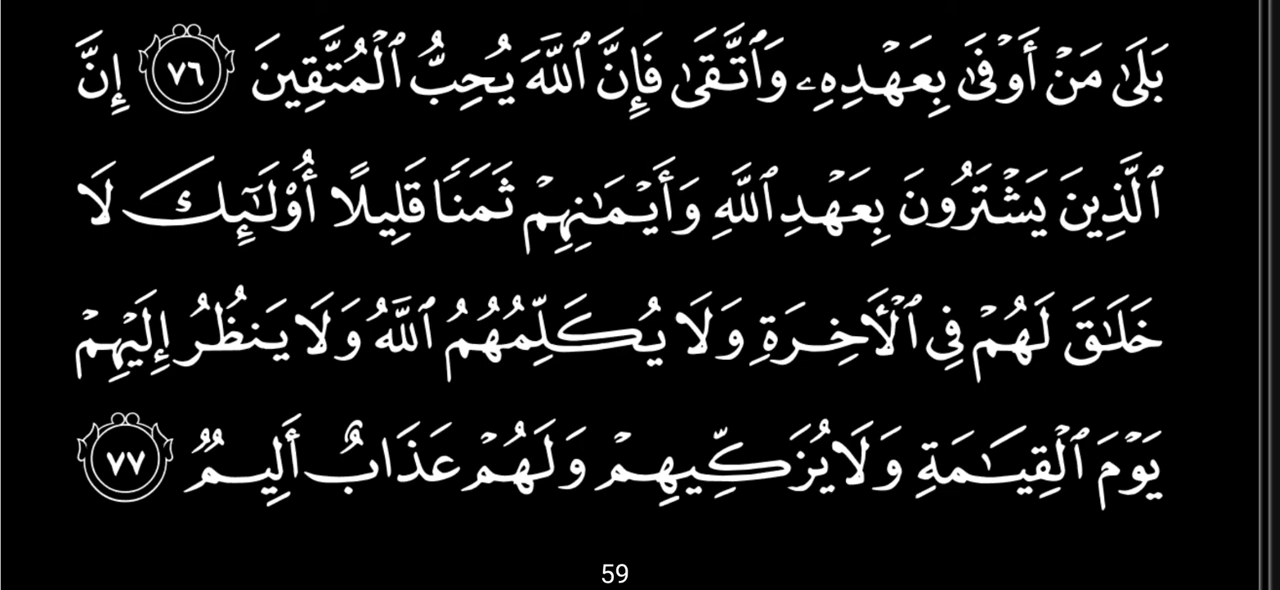 بَلَىٰ مَنْ أَوْفَىٰ بِعَهْدِهِۦ وَٱتَّقَىٰ فَإِنَّ ٱللَّهَ يُحِبُّ ٱلْمُتَّقِينَ ٧٦ إِنَّ
ٱلَّذِينَ يَشْتَرُونَ بِعَهْدِ ٱللَّهِ وَأَيْمَٰنِهِمْ ثَمَنًا قَلِيلًا أُو۟لَٰٓئِكَ لَا
خَلَٰقَ لَهُمْ فِى ٱلْـَٔاخِرَةِ وَلَا يُكَلِّمُهُمُ ٱللَّهُ وَلَا يَنظُرُ إِلَيْهِمْ
يَوْمَ ٱلْقِيَٰمَةِ وَلَا يُزَكِّيهِمْ وَلَهُمْ عَذَابٌ أَلِيمٌ ٧٧
59